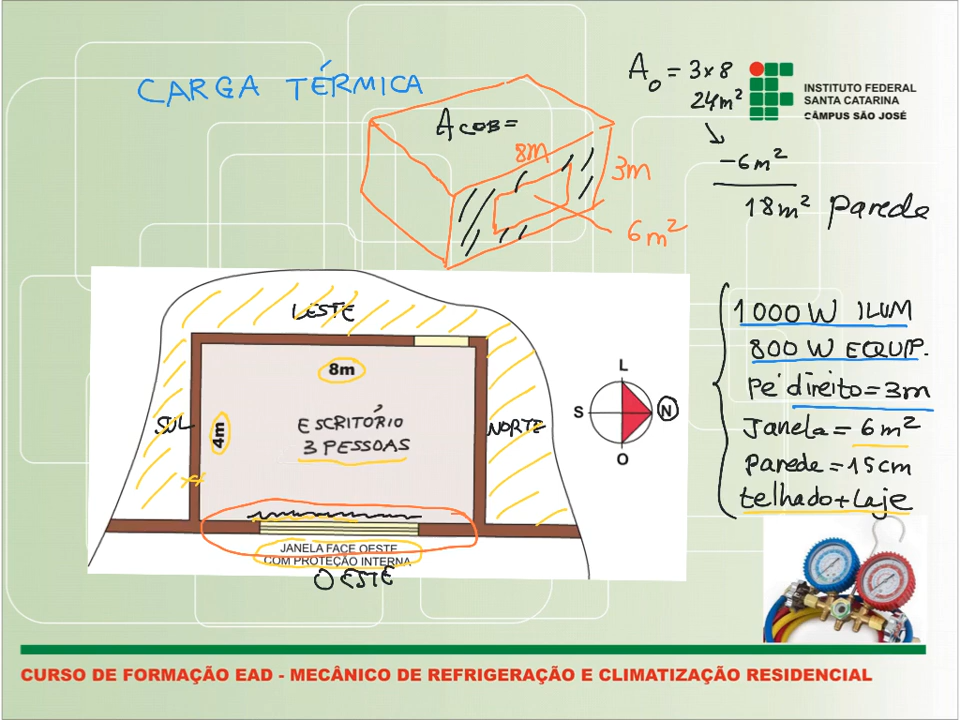 CARGA TÉRMICA
A0 = 3x8
24m²
-6m²
18m² Parede
INSTITUTO FEDERAL
SANTA CATARINA
CÂMPUS SÃO JOSÉ
ACOB=
8M
3m
6m²
LESTE
8m
SUL
4m
ESCRITÓRIO
3 PESSOAS
NORTE
JANELA FACE OESTE
COM PROTEÇÃO INTERNA
OESTE
L
S
N
O
1000W ILUM
800 W EQUIP.
Pé direito = 3m
Janela = 6m²
Parede = 15cm
telhado + Laje
CURSO DE FORMAÇÃO EAD - MECÂNICO DE REFRIGERAÇÃO E CLIMATIZAÇÃO RESIDENCIAL